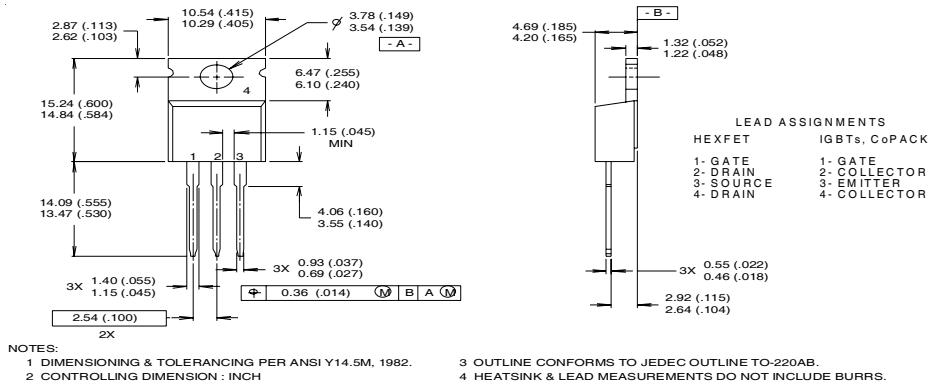 10.54 (.415)
10.29 (.405)
2.87 (.113)
2.62 (.103)
3.78 (.149)
3.54 (.139)
- A -
6.47 (.255)
6.10 (.240)
4
15.24 (.600)
14.84 (.584)
1.15 (.045)
MIN
1 2 3
14.09 (.555)
13.47 (.530)
4.06 (.160)
3.55 (.140)
3X 0.93 (.037)
0.69 (.027)
3X 1.40 (.055)
1.15 (.045)
⌖ 0.36 (.014) Ⓜ B A Ⓜ
2.54 (.100)
2X
- B -
4.69 (.185)
4.20 (.165)
1.32 (.052)
1.22 (.048)
3X 0.55 (.022)
0.46 (.018)
2.92 (.115)
2.64 (.104)
LEAD ASSIGNMENTS
HEXFET
1- GATE
2- DRAIN
3- SOURCE
4- DRAIN
IGBTs, CoPACK
1- GATE
2- COLLECTOR
3- EMITTER
4- COLLECTOR
NOTES:
1 DIMENSIONING & TOLERANCING PER ANSI Y14.5M, 1982.
2 CONTROLLING DIMENSION : INCH
3 OUTLINE CONFORMS TO JEDEC OUTLINE TO-220AB.
4 HEATSINK & LEAD MEASUREMENTS DO NOT INCLUDE BURRS.